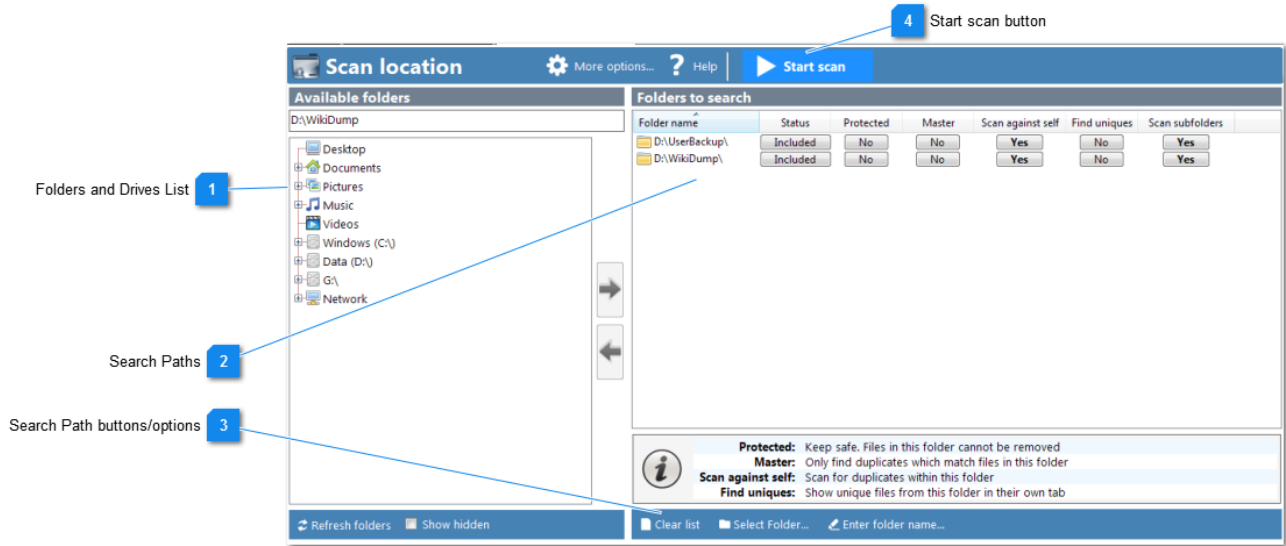 4 Start scan button
Scan location More options... ? Help Start scan
Available folders
D:\WikiDump
Desktop
Documents
Pictures
Music
Videos
Windows (C:\)
Data (D:\)
G:\
Network
Refresh folders Show hidden
Folders to search
Folder name Status Protected Master Scan against self Find uniques Scan subfolders
D:\UserBackup\ Included No No Yes No Yes
D:\WikiDump\ Included No No Yes No Yes
Protected: Keep safe. Files in this folder cannot be removed
Master: Only find duplicates which match files in this folder
Scan against self: Scan for duplicates within this folder
Find uniques: Show unique files from this folder in their own tab
Clear list Select Folder... Enter folder name...
Folders and Drives List 1
Search Paths 2
Search Path buttons/options 3